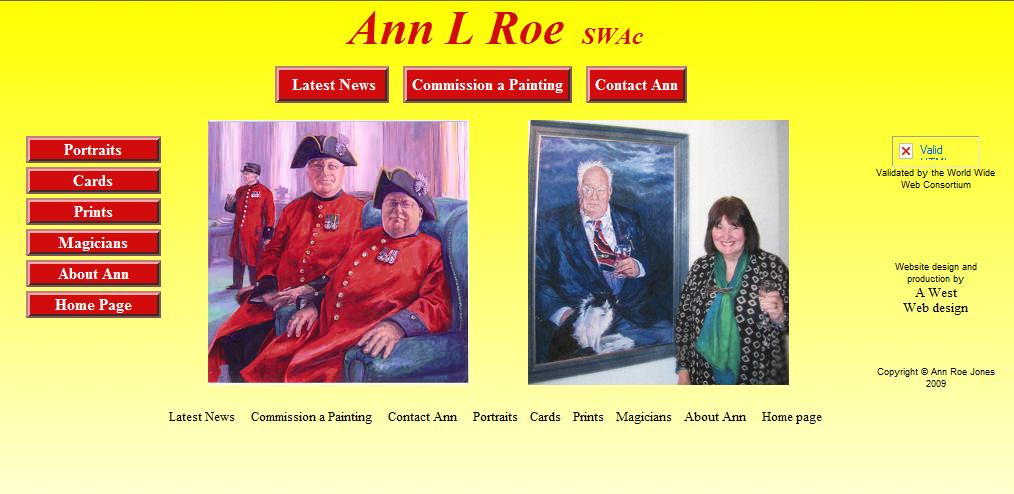 Ann L Roe SWAc
Latest News
Commission a Painting
Contact Ann
Portraits
Cards
Prints
Magicians
About Ann
Home Page
Valid
HTML
Validated by the World Wide
Web Consortium
Website design and
production by
A West
Web design
Copyright © Ann Roe Jones
2009
Latest News Commission a Painting Contact Ann Portraits Cards Prints Magicians About Ann Home page